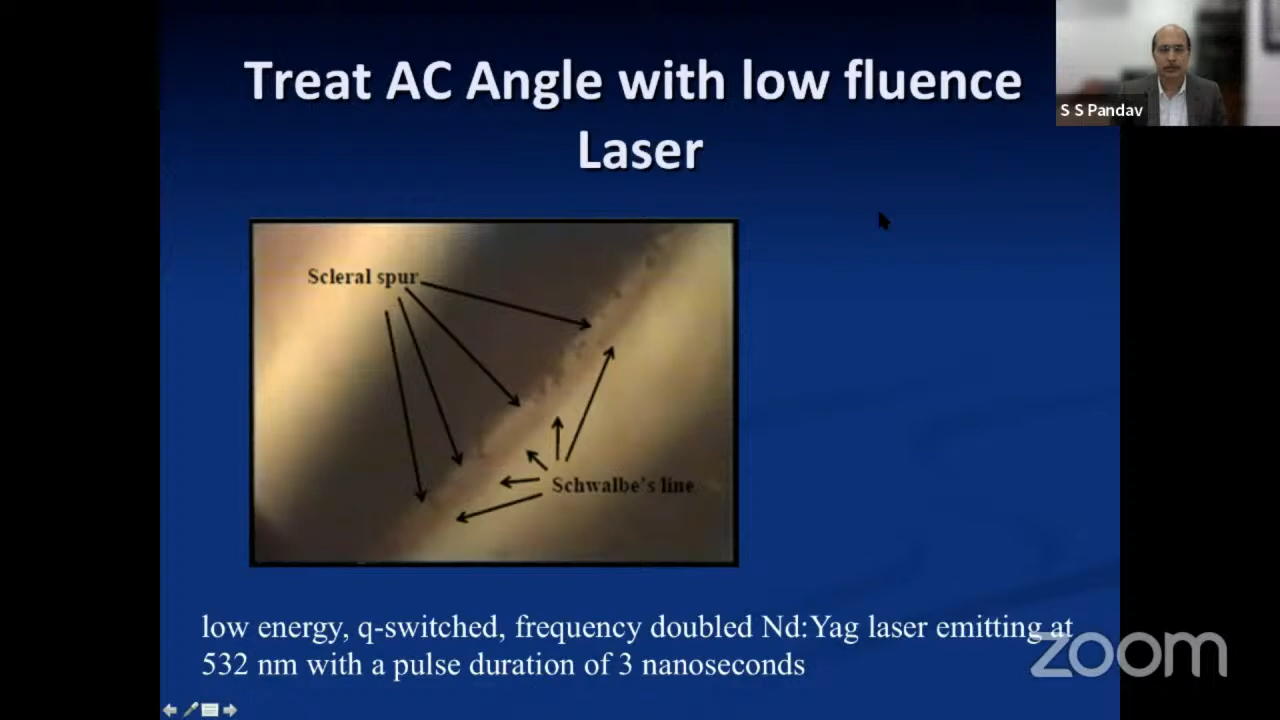 Treat AC Angle with low fluence
Laser
S S Pandav
Scleral spur
Schwalbe's line
low energy, q-switched, frequency doubled Nd:Yag laser emitting at
532 nm with a pulse duration of 3 nanoseconds
zoom